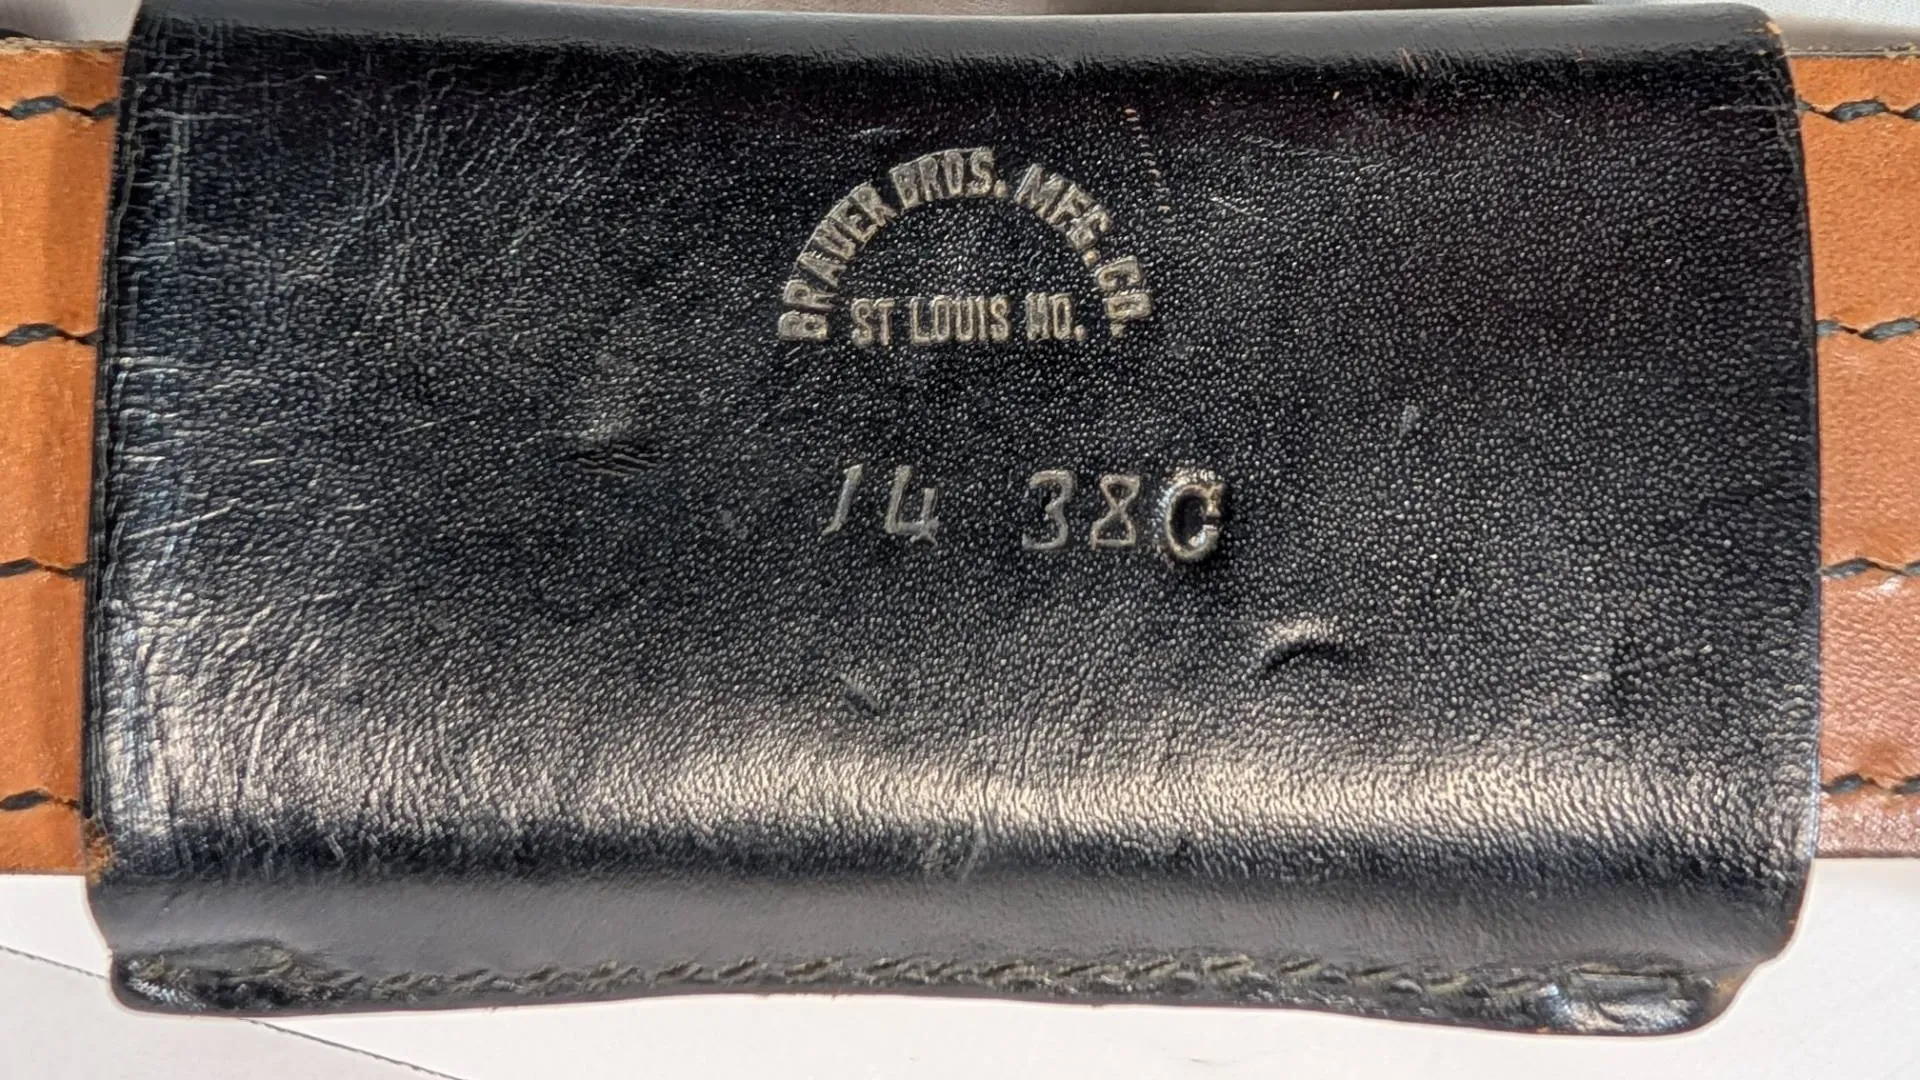 BRAUER BROS. MFG. CO.
ST LOUIS MO.
14 38C